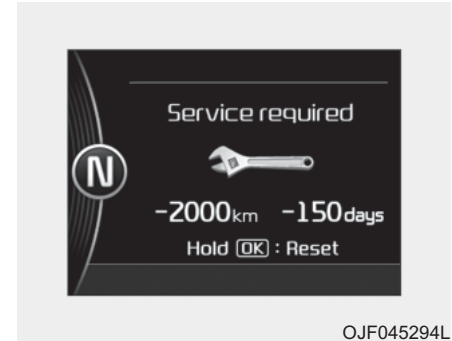 Service required
N
-2000km -150days
Hold OK : Reset
OJF045294L